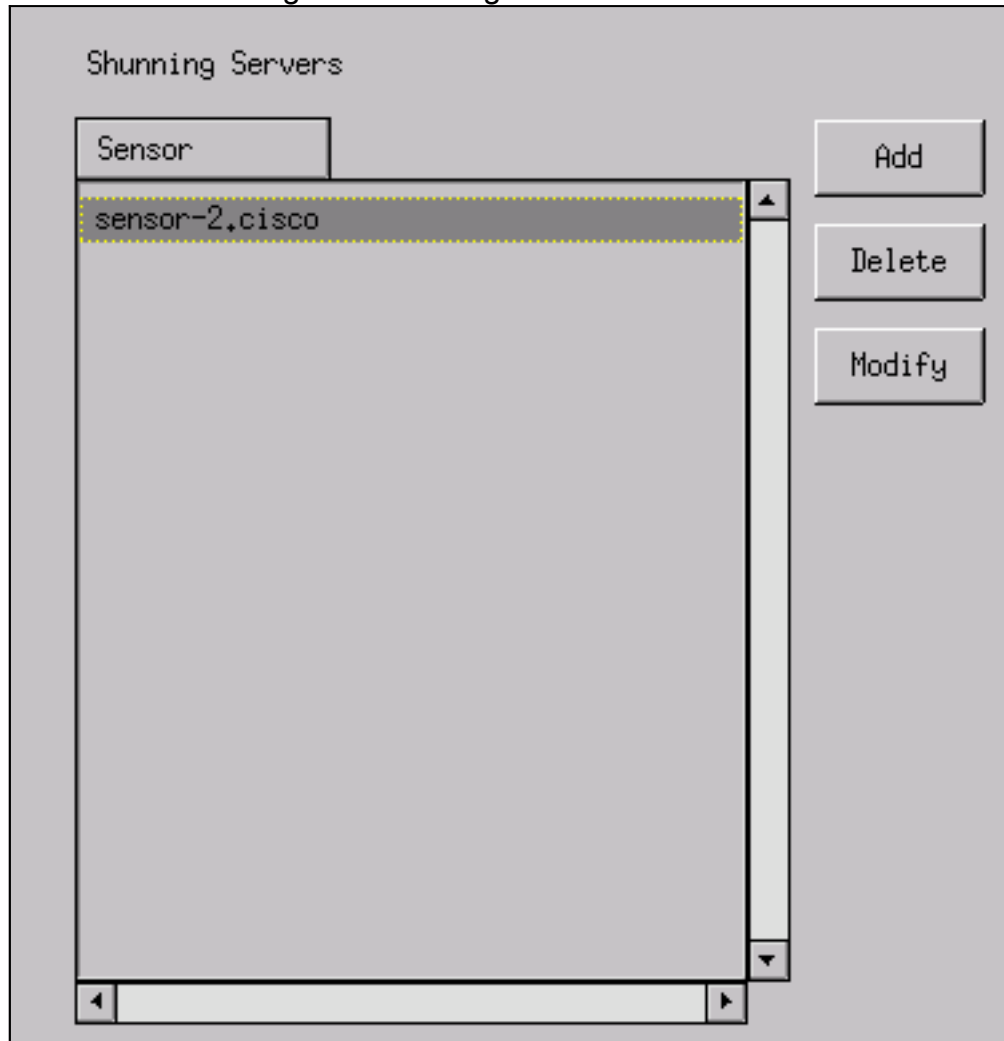 Shunning Servers
Sensor
Add
sensor-2.cisco
Delete
Modify